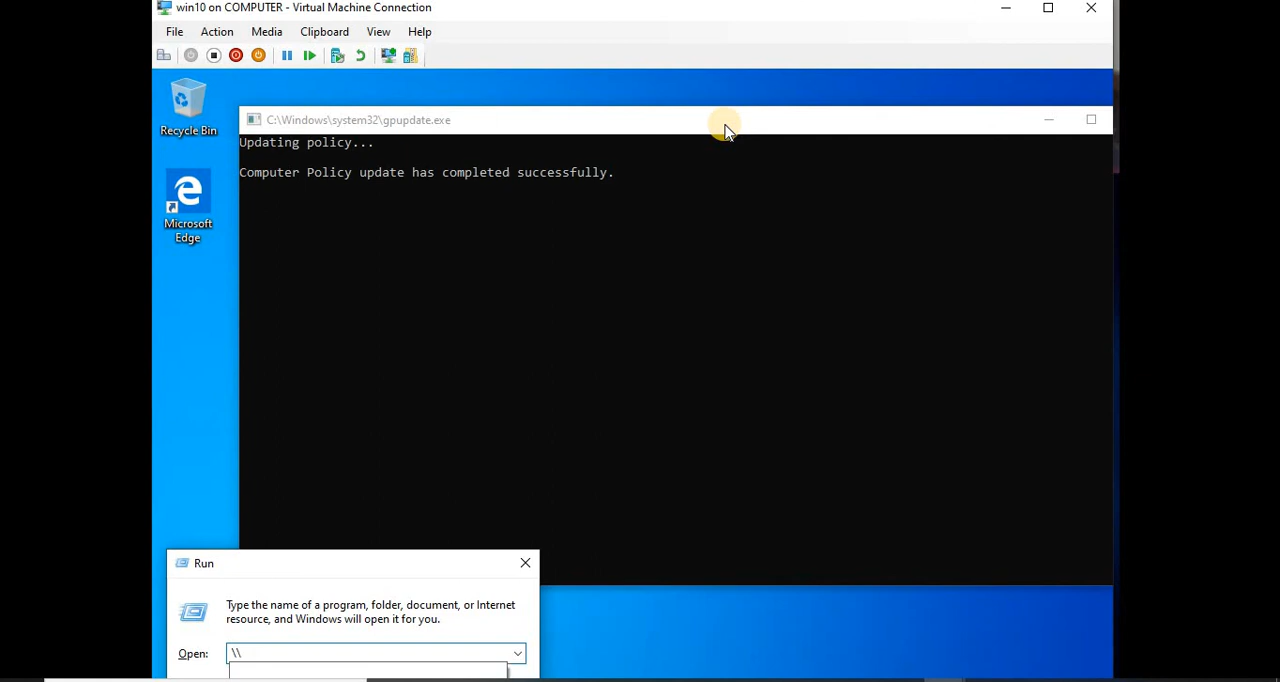 win10 on COMPUTER - Virtual Machine Connection
File Action Media Clipboard View Help
Recycle Bin
C:\Windows\system32\gpupdate.exe
Updating policy...
Computer Policy update has completed successfully.
Microsoft
Edge
Run
Type the name of a program, folder, document, or Internet
resource, and Windows will open it for you.
Open: \\